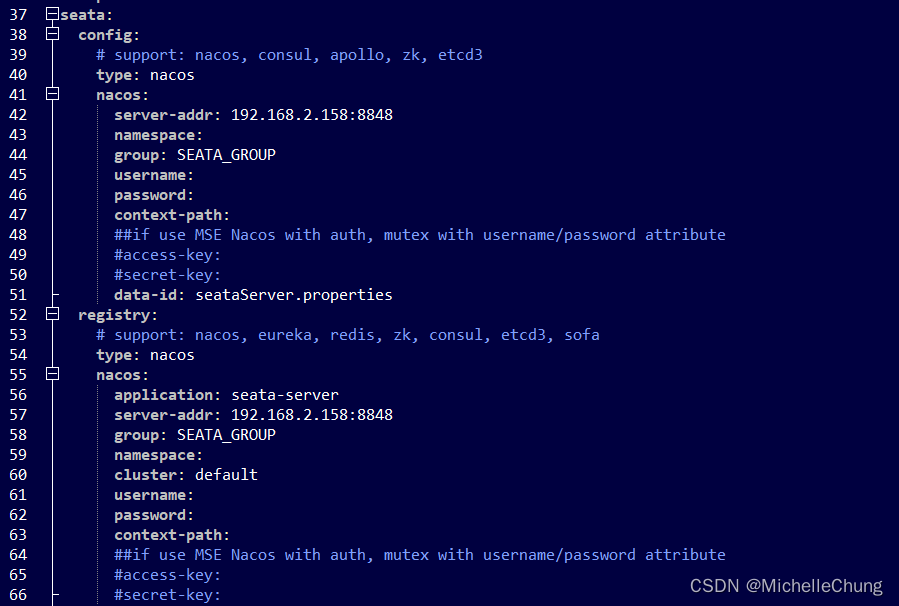 37 seata:
38 config:
39 # support: nacos, consul, apollo, zk, etcd3
40 type: nacos
41 nacos:
42 server-addr: 192.168.2.158:8848
43 namespace:
44 group: SEATA_GROUP
45 username:
46 password:
47 context-path:
48 ##if use MSE Nacos with auth, mutex with username/password attribute
49 #access-key:
50 #secret-key:
51 data-id: seataServer.properties
52 registry:
53 # support: nacos, eureka, redis, zk, consul, etcd3, sofa
54 type: nacos
55 nacos:
56 application: seata-server
57 server-addr: 192.168.2.158:8848
58 group: SEATA_GROUP
59 namespace:
60 cluster: default
61 username:
62 password:
63 context-path:
64 ##if use MSE Nacos with auth, mutex with username/password attribute
65 #access-key:
66 #secret-key:
CSDN @MichelleChung